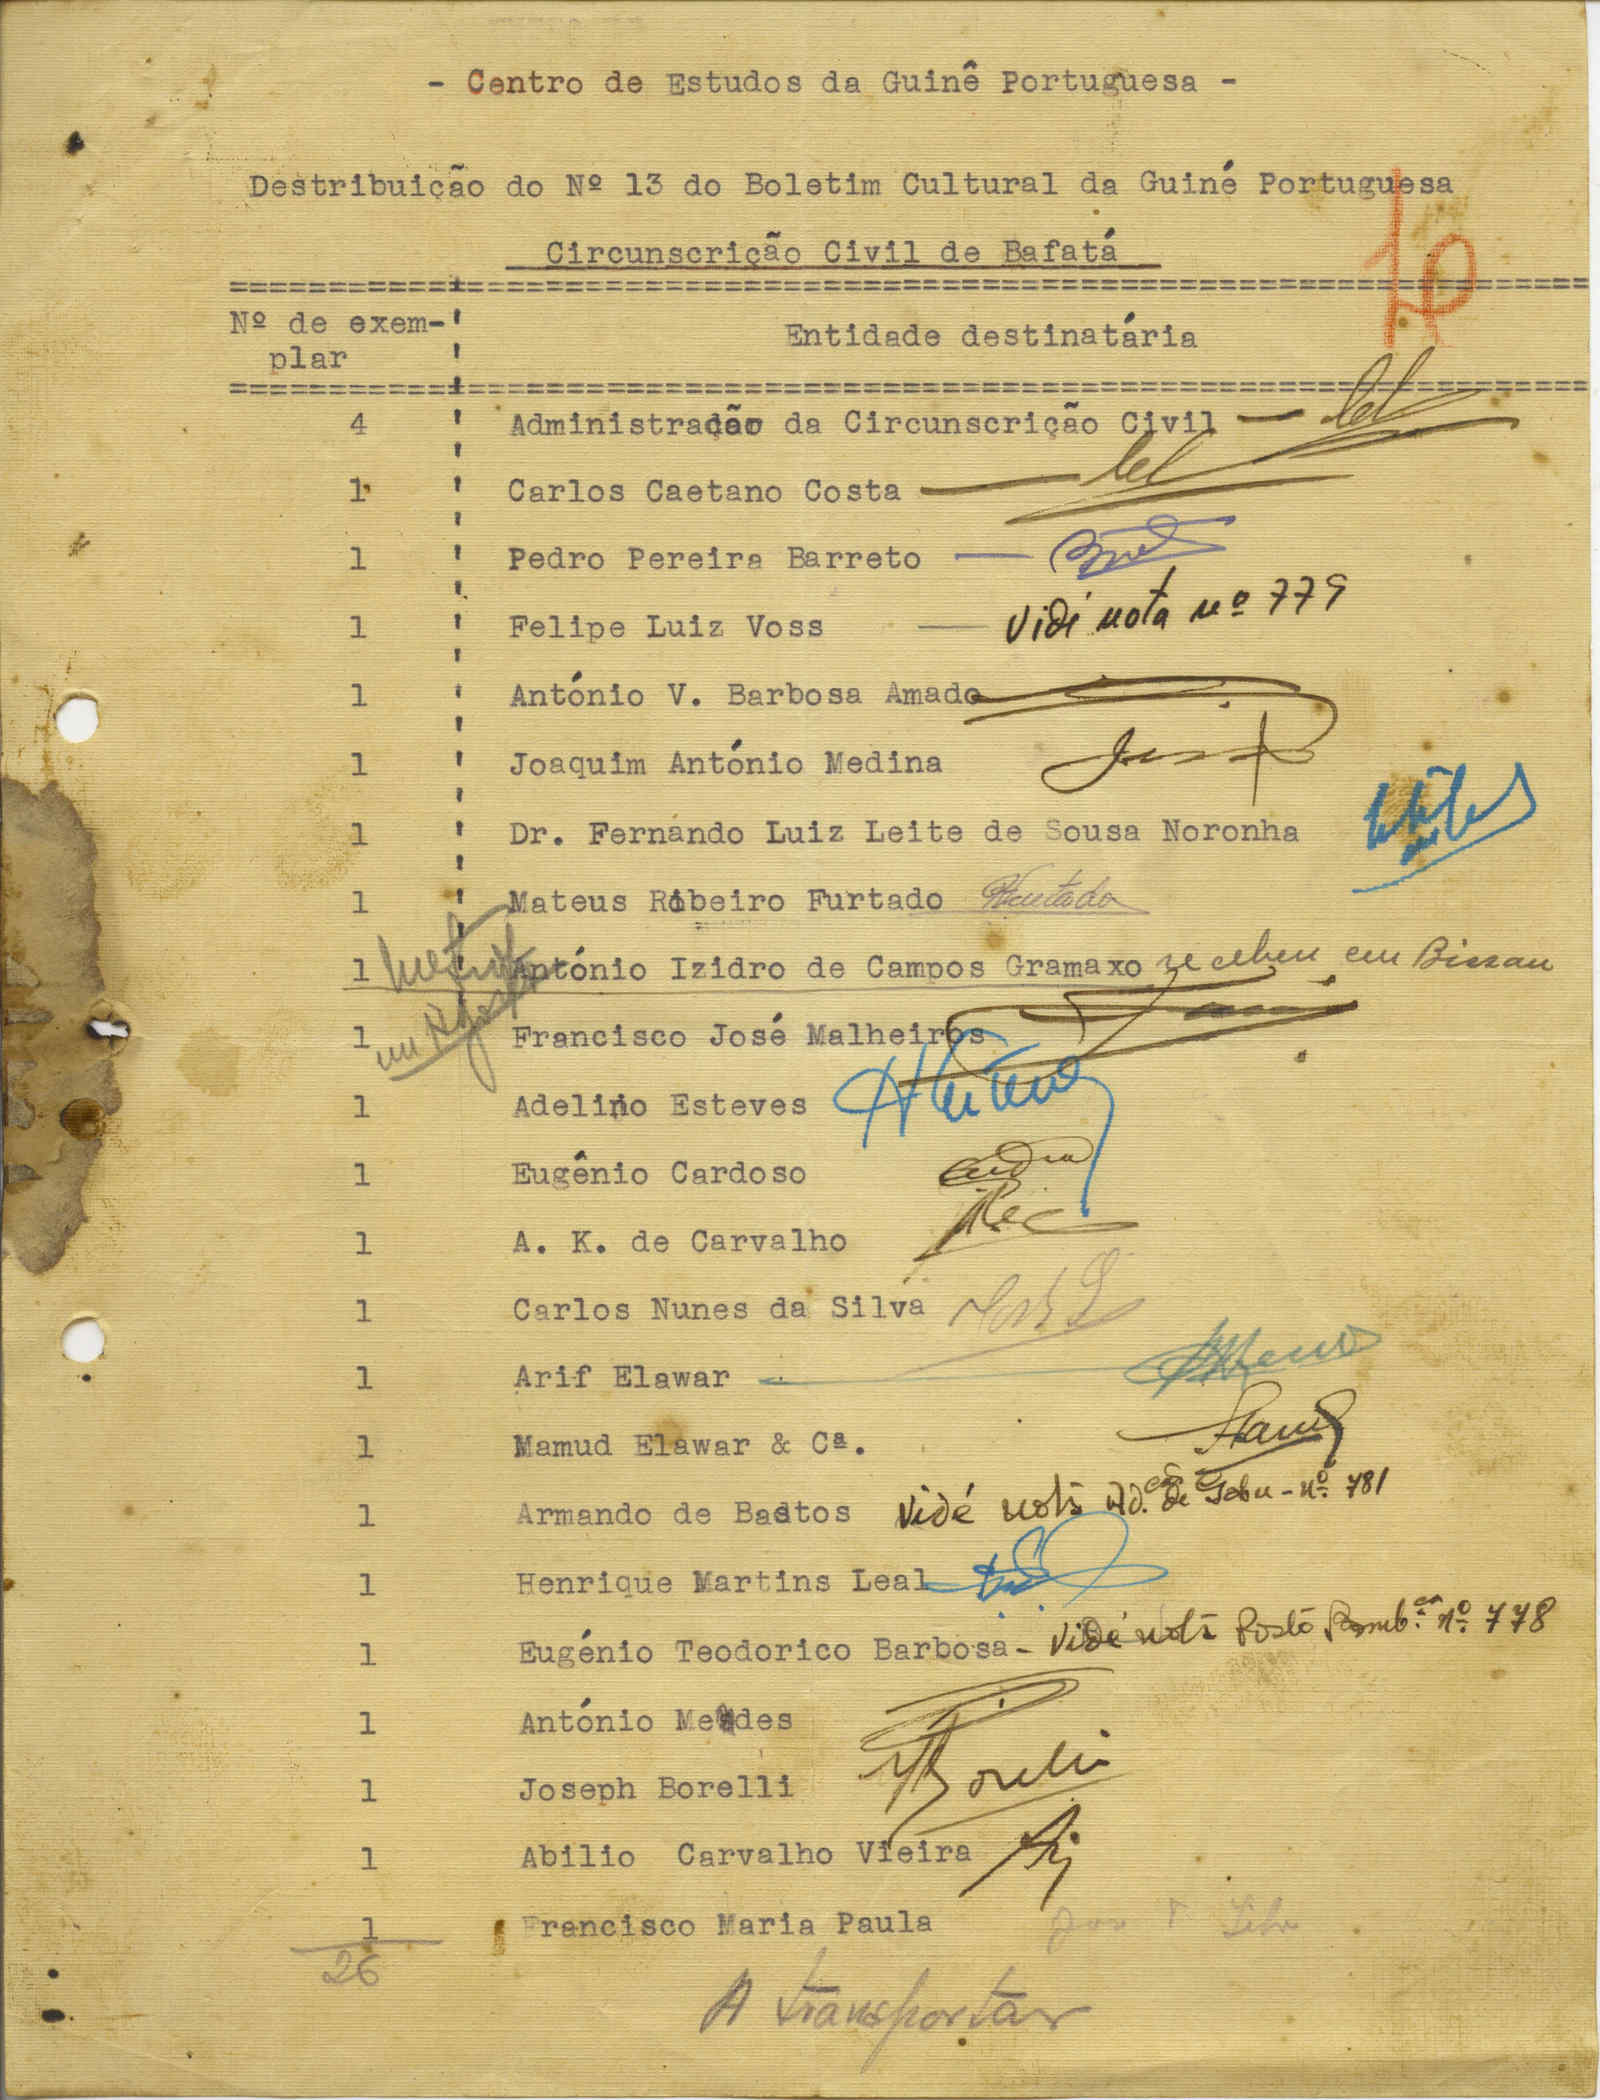 - Centro de Estudos da Guinê Portuguesa -
Destribuição do Nº 13 do Boletim Cultural da Guiné Portuguesa
Circunscrição Civil de Bafatá
Nº de exem-
plar
Entidade destinatária
4 Administração da Circunscrição Civil -
1 Carlos Caetano Costa
1 Pedro Pereira Barreto
1 Felipe Luiz Voss - Vidé nota nº 779
1 António V. Barbosa Amado
1 Joaquim António Medina
1 Dr. Fernando Luiz Leite de Sousa Noronha
1 Mateus Ribeiro Furtado Furtado
1 António Izidro de Campos Gramaxo recebeu em Bissau
1 Francisco José Malheiros
1 Adelino Esteves
1 Eugênio Cardoso
1 A. K. de Carvalho
1 Carlos Nunes da Silva
1 Arif Elawar
1 Mamud Elawar & Cª.
1 Armando de Bastos Vidé nota Ad. de Gabu - nº 781
1 Henrique Martins Leal
1 Eugénio Teodorico Barbosa - Vidé nota Posto nº 778
1 António Mendes
1 Joseph Borelli Borelli
1 Abilio Carvalho Vieira
1 Francisco Maria Paula
26
A transportar